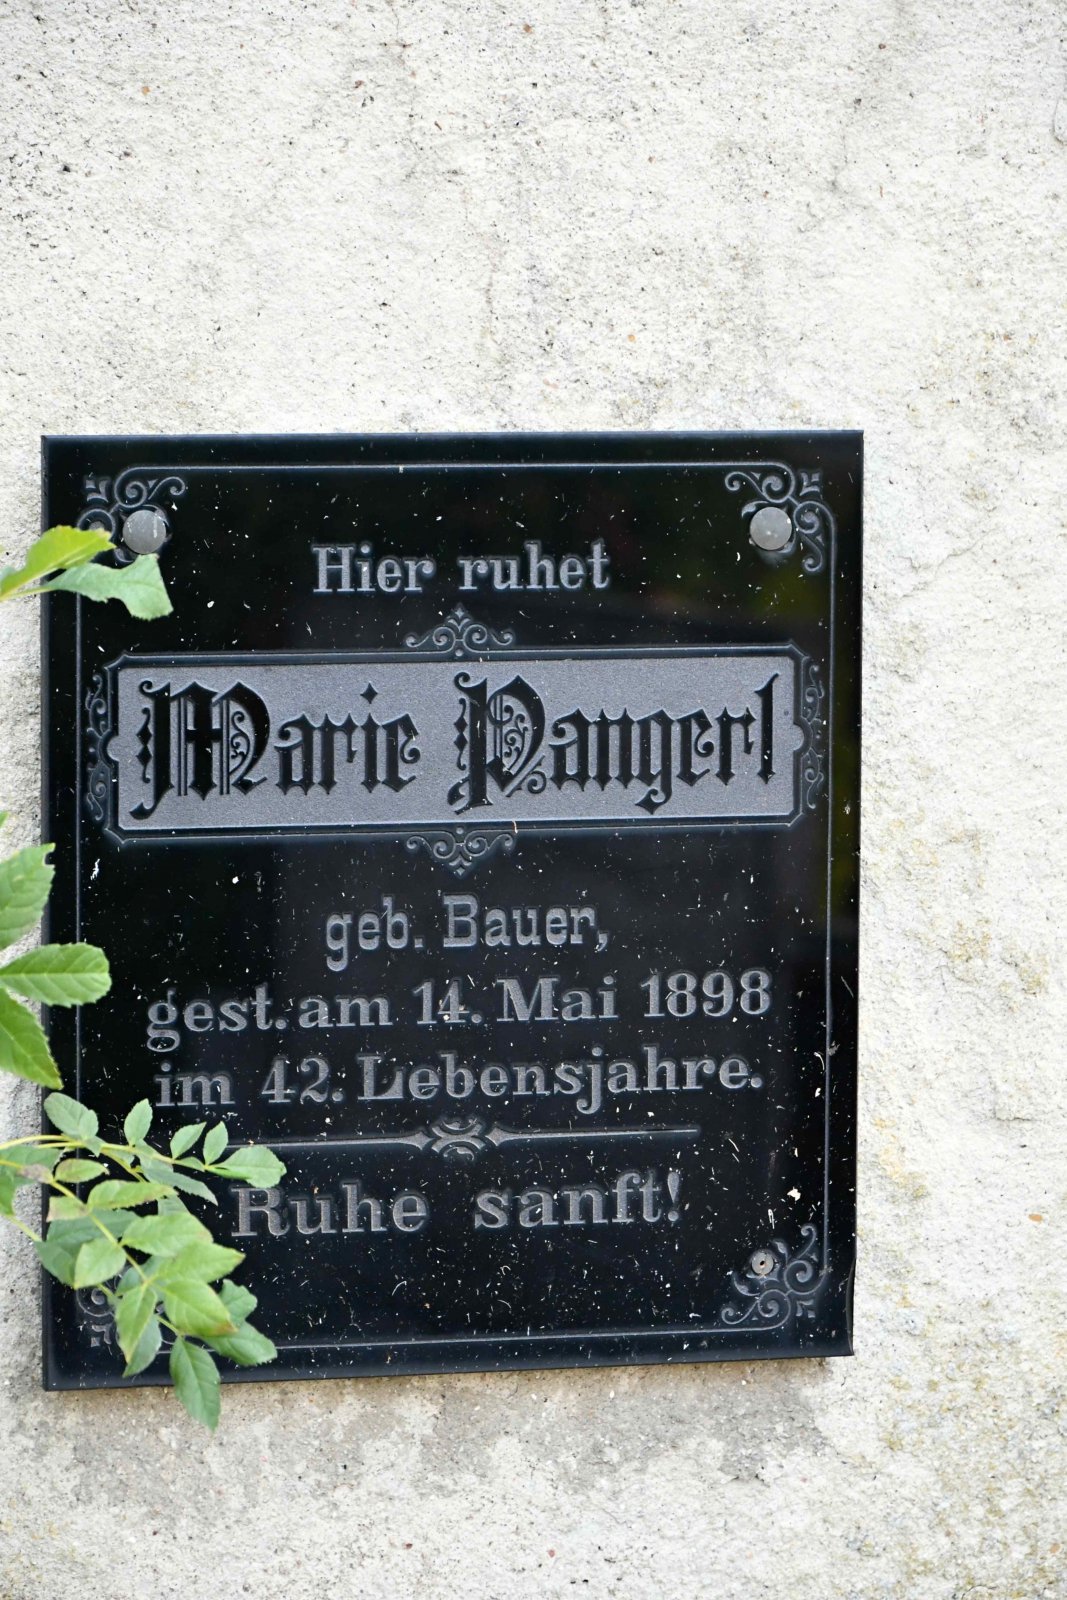 Hier ruhet
Marie Pangerl
geb. Bauer,
gest. am 14. Mai 1898
im 42. Lebensjahre.
Ruhe sanft!